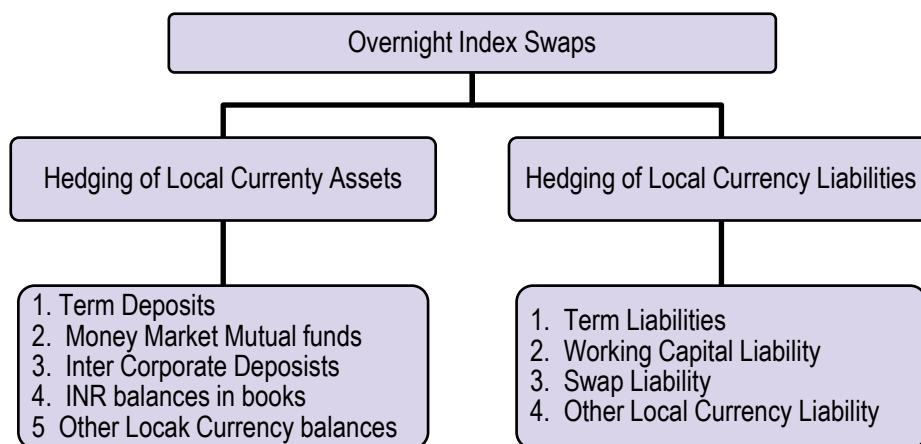 Overnight Index Swaps
Hedging of Local Currenty Assets
Hedging of Local Currency Liabilities
1. Term Deposits
2. Money Market Mutual funds
3. Inter Corporate Deposists
4. INR balances in books
5 Other Locak Currency balances
1. Term Liabilities
2. Working Capital Liability
3. Swap Liability
4. Other Local Currency Liability